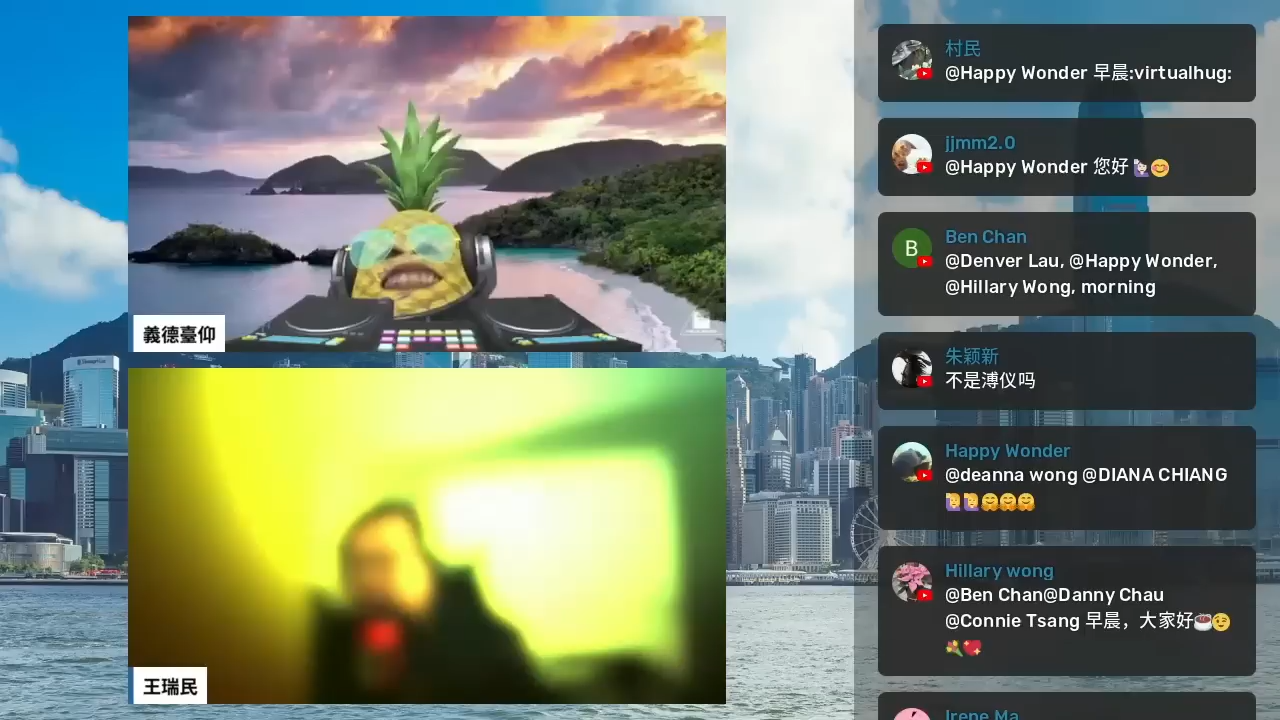 義德臺仰
王瑞民
村民
@Happy Wonder 早晨:virtualhug:
jjmm2.0
@Happy Wonder 您好
B
Ben Chan
@Denver Lau, @Happy Wonder,
@Hillary Wong, morning
朱颖新
不是溥仪吗
Happy Wonder
@deanna wong @DIANA CHIANG
Hillary wong
@Ben Chan@Danny Chau
@Connie Tsang 早晨，大家好
Irene Ma